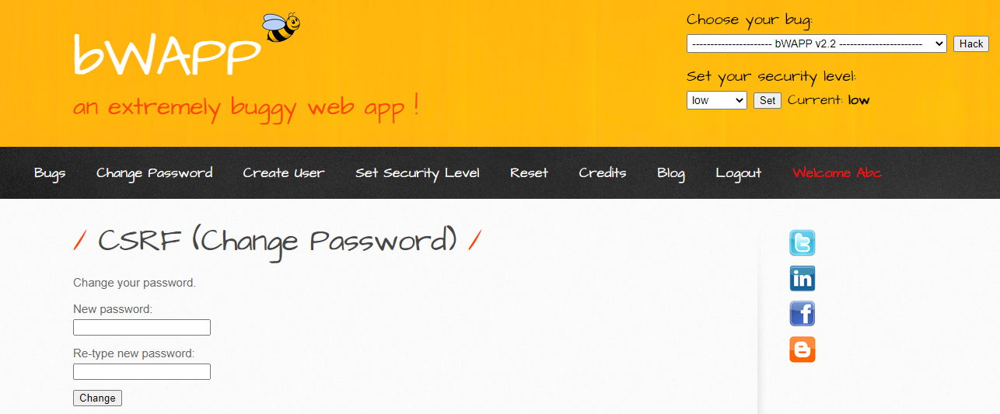 bWAPP
an extremely buggy web app !
Choose your bug:
---------------------- bWAPP v2.2 ----------------------- Hack
Set your security level:
low Set Current: low
Bugs Change Password Create User Set Security Level Reset Credits Blog Logout Welcome Abc
/ CSRF (Change Password) /
Change your password.
New password:
Re-type new password:
Change